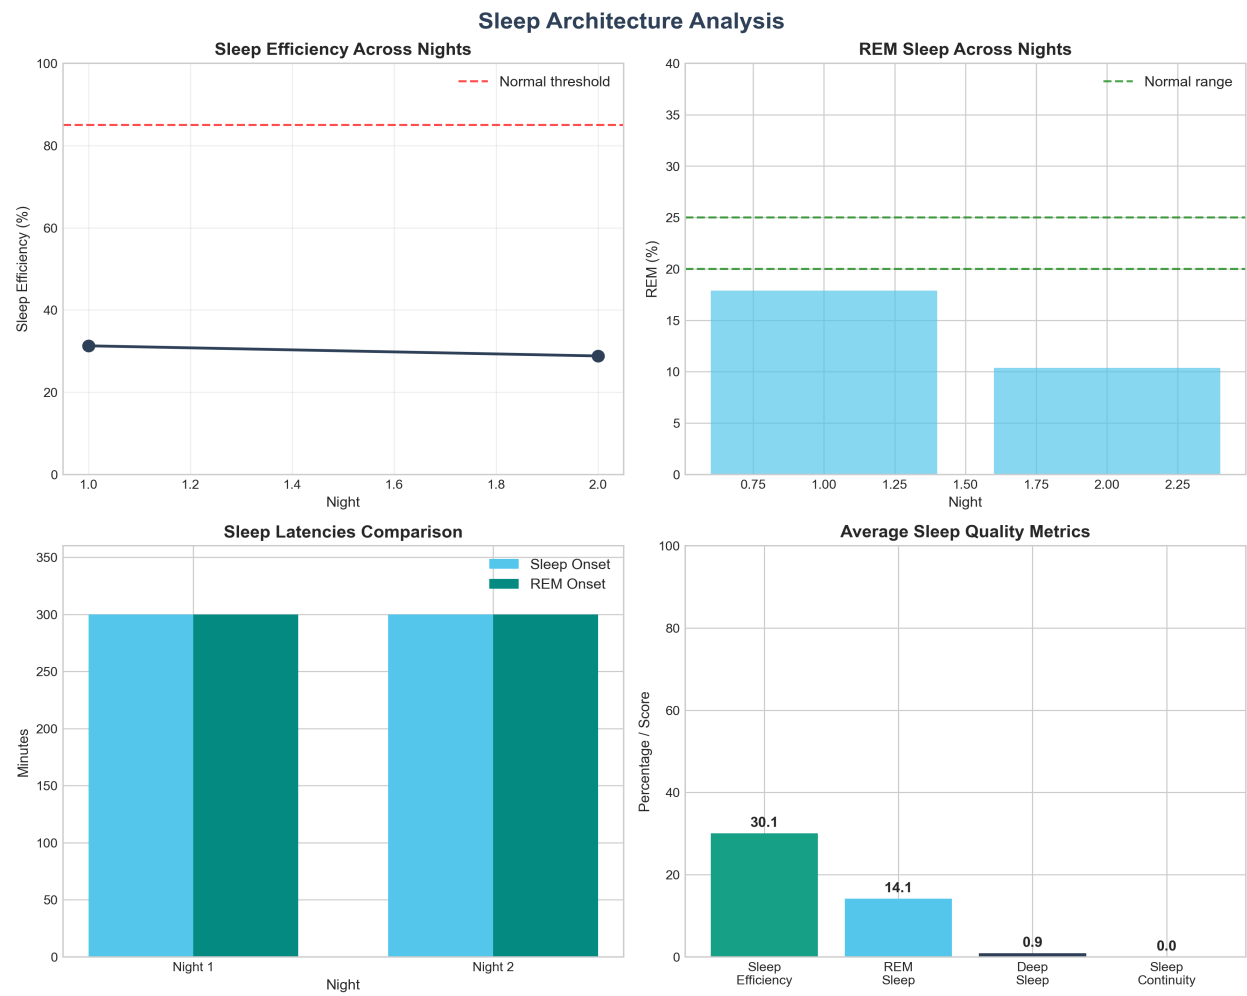 Sleep Architecture Analysis
Sleep Efficiency Across Nights
100
80
60
40
20
0
Sleep Efficiency (%)
Normal threshold
1.0 1.2 1.4 1.6 1.8 2.0
Night
REM Sleep Across Nights
40
35
30
25
20
15
10
5
0
REM (%)
Normal range
0.75 1.00 1.25 1.50 1.75 2.00 2.25
Night
Sleep Latencies Comparison
350
300
250
200
150
100
50
0
Minutes
Sleep Onset
REM Onset
Night 1 Night 2
Night
Average Sleep Quality Metrics
100
80
60
40
20
0
Percentage / Score
30.1
14.1
0.9
0.0
Sleep
Efficiency
REM
Sleep
Deep
Sleep
Sleep
Continuity